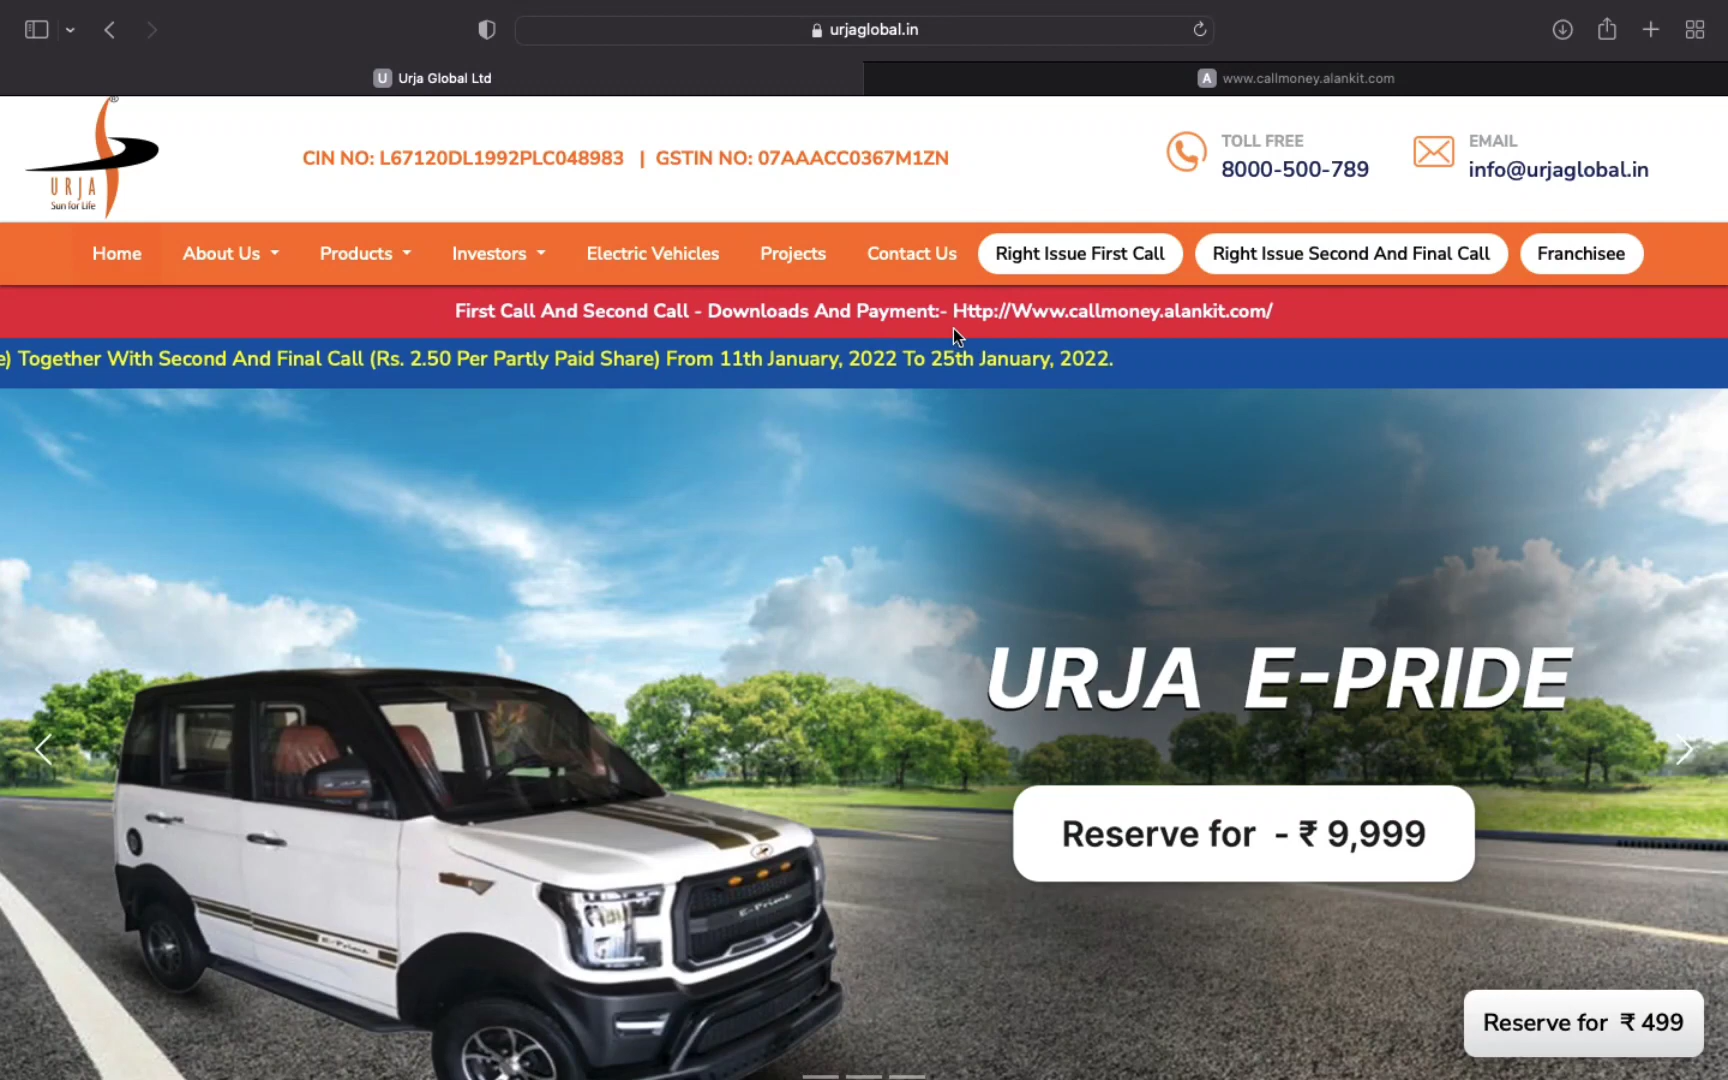 urjaglobal.in
U Urja Global Ltd
A www.callmoney.alankit.com
URJA
Sun for Life
CIN NO: L67120DL1992PLC048983 | GSTIN NO: 07AAACC0367M1ZN
TOLL FREE
8000-500-789
EMAIL
info@urjaglobal.in
Home About Us Products Investors Electric Vehicles Projects Contact Us Right Issue First Call Right Issue Second And Final Call Franchisee
First Call And Second Call - Downloads And Payment:- Http://Www.callmoney.alankit.com/
e) Together With Second And Final Call (Rs. 2.50 Per Partly Paid Share) From 11th January, 2022 To 25th January, 2022.
URJA E-PRIDE
Reserve for - ₹ 9,999
E-Prime
E-Prime
Reserve for ₹ 499